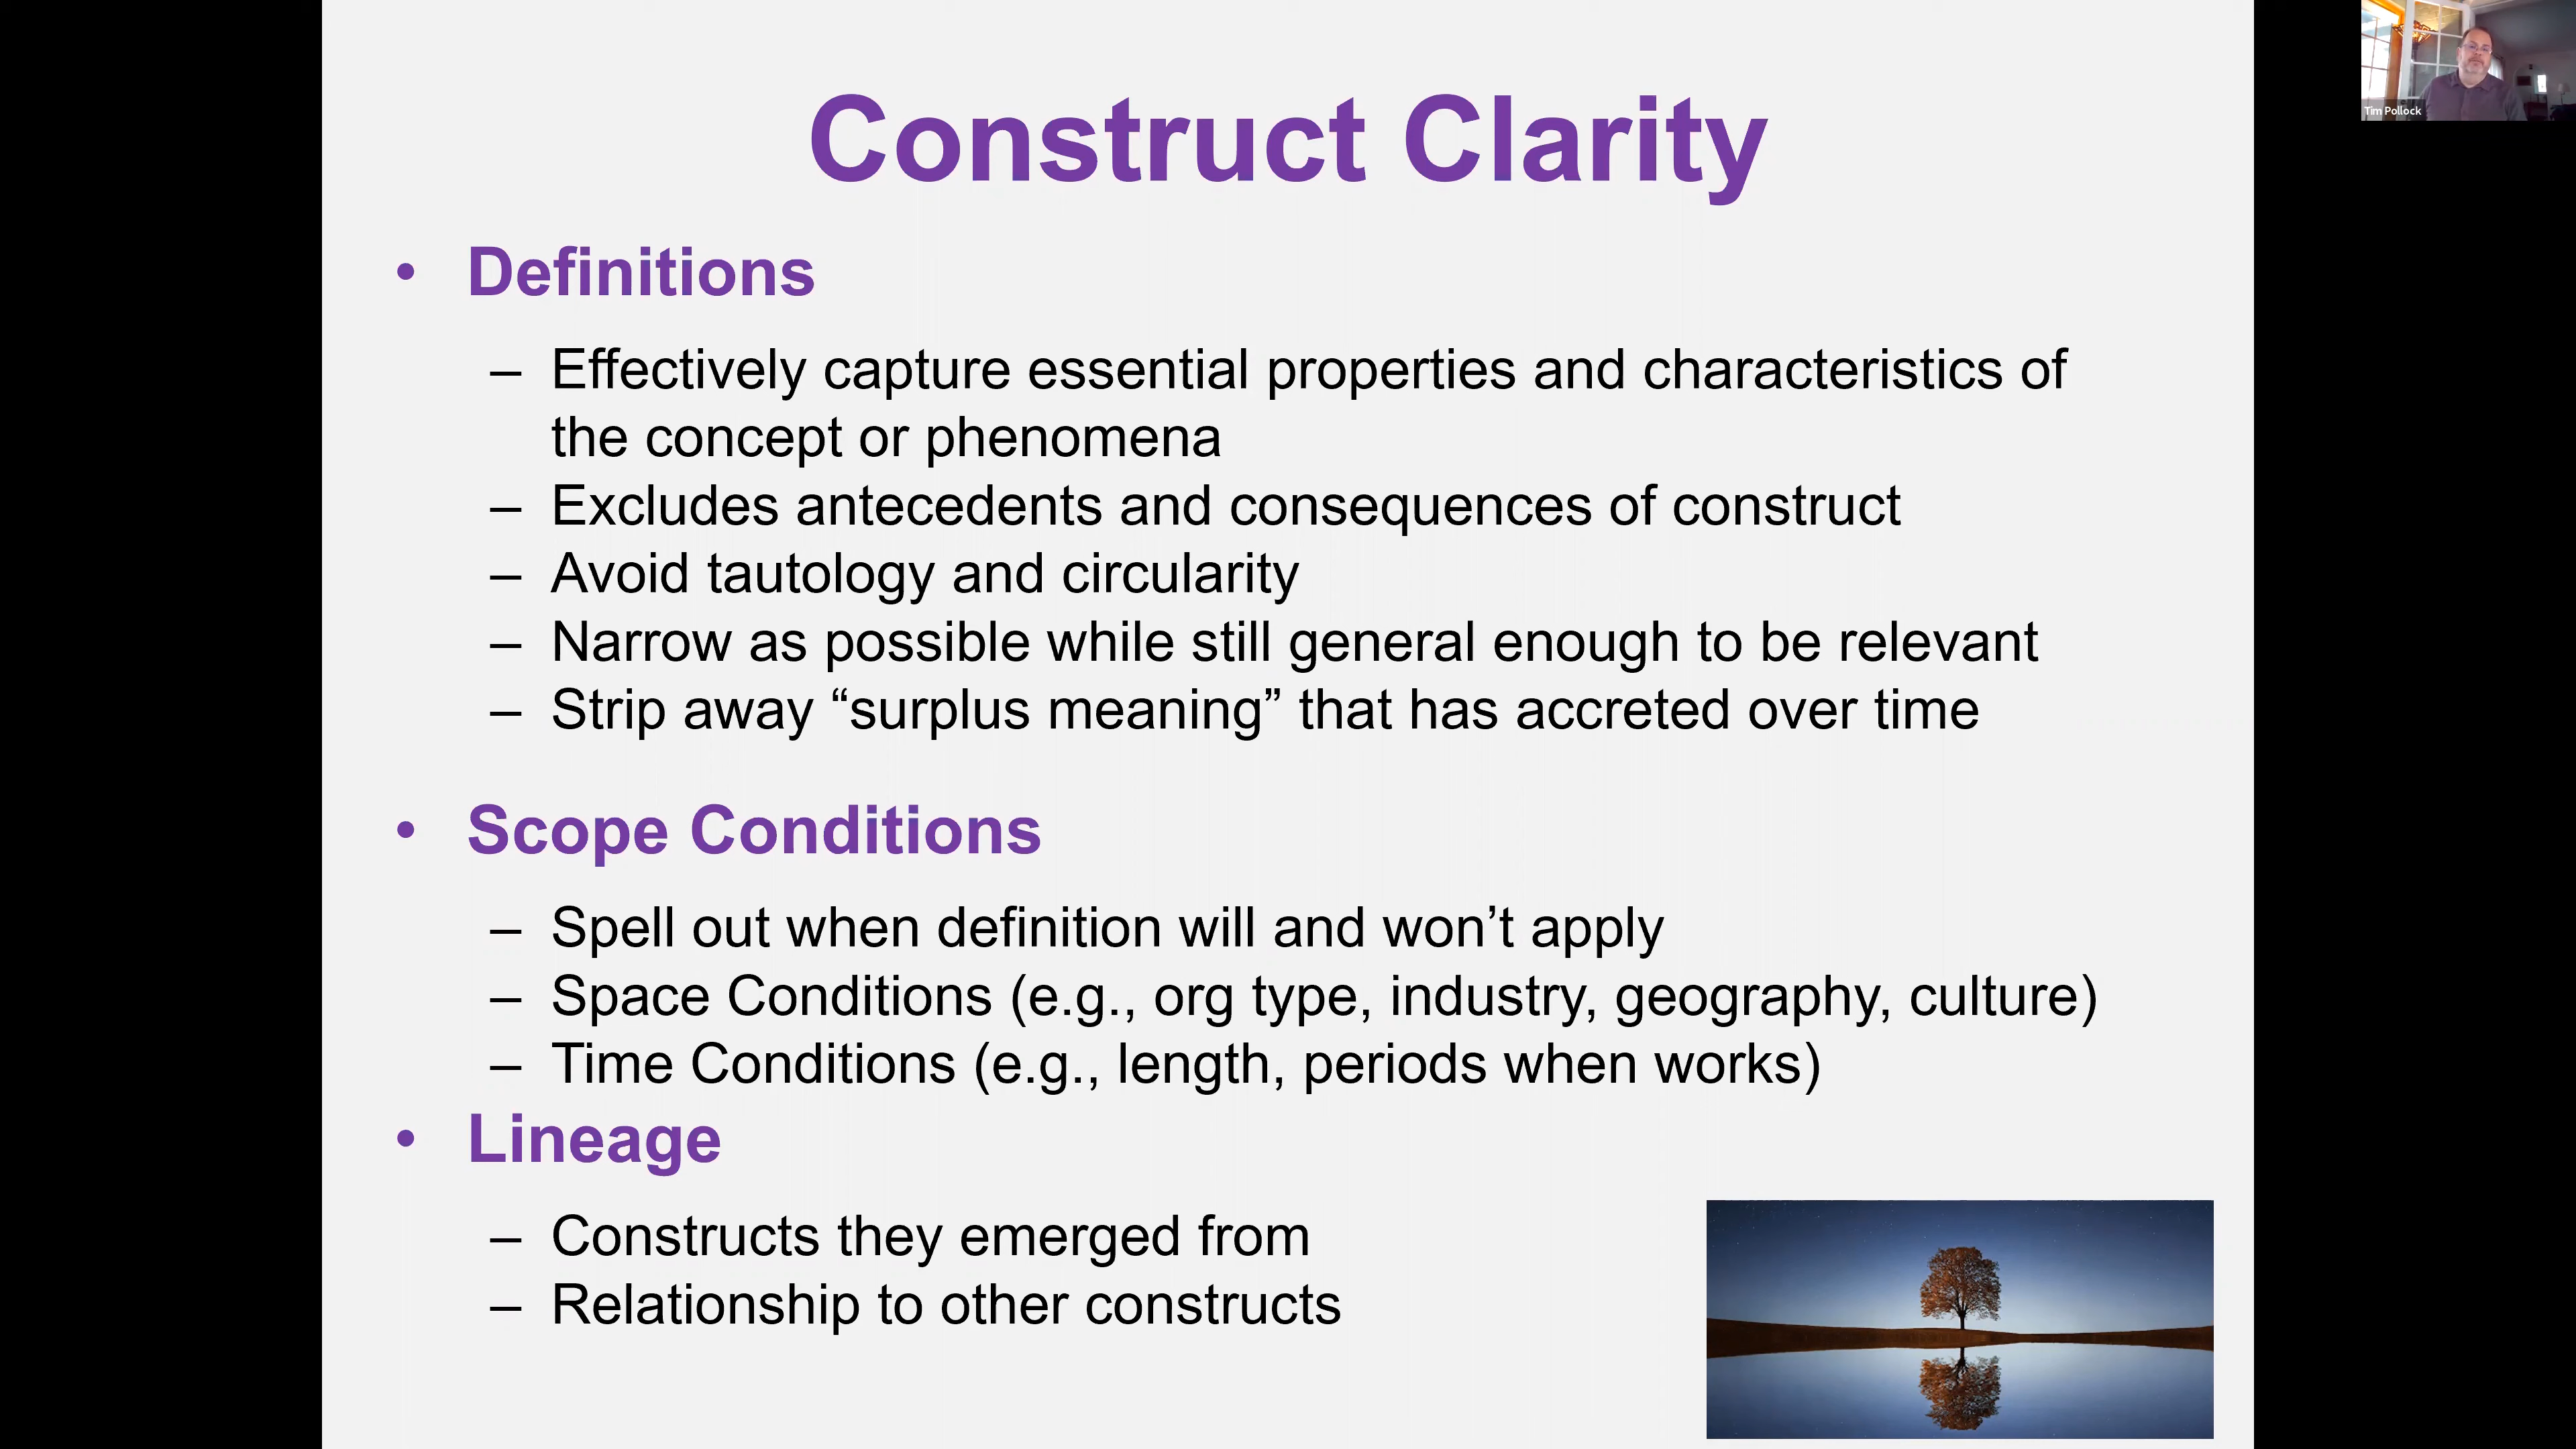 Construct Clarity
• Definitions
– Effectively capture essential properties and characteristics of
the concept or phenomena
– Excludes antecedents and consequences of construct
– Avoid tautology and circularity
– Narrow as possible while still general enough to be relevant
– Strip away “surplus meaning” that has accreted over time
• Scope Conditions
– Spell out when definition will and won’t apply
– Space Conditions (e.g., org type, industry, geography, culture)
– Time Conditions (e.g., length, periods when works)
• Lineage
– Constructs they emerged from
– Relationship to other constructs
Tim Pollock